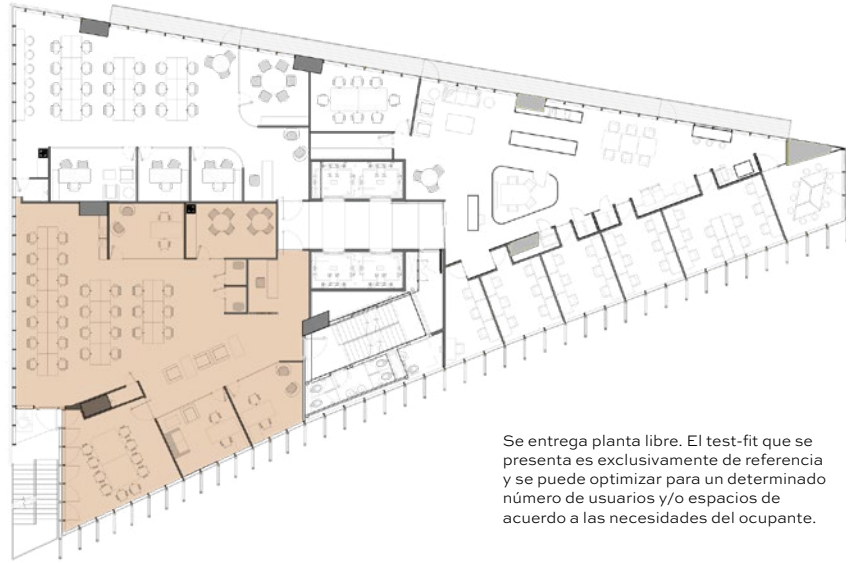 Se entrega planta libre. El test-fit que se
presenta es exclusivamente de referencia
y se puede optimizar para un determinado
número de usuarios y/o espacios de
acuerdo a las necesidades del ocupante.